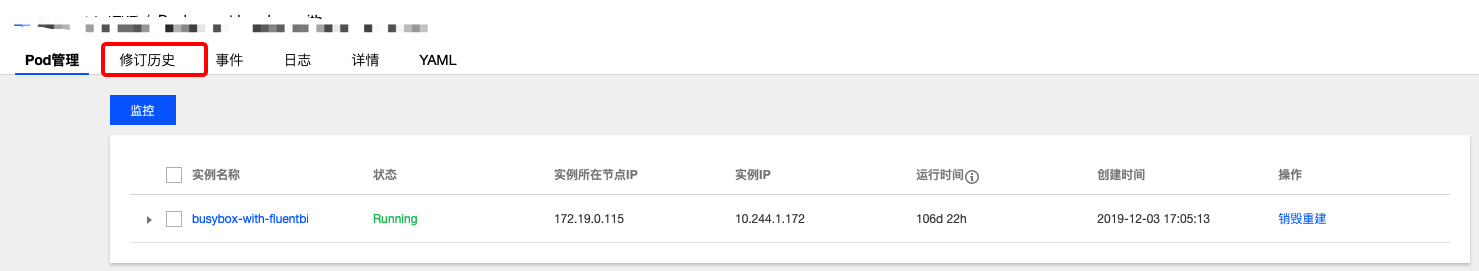 Pod管理 修订历史 事件 日志 详情 YAML
监控
实例名称 状态 实例所在节点IP 实例IP 运行时间 创建时间 操作
busybox-with-fluentbi Running 172.19.0.115 10.244.1.172 106d 22h 2019-12-03 17:05:13 销毁重建